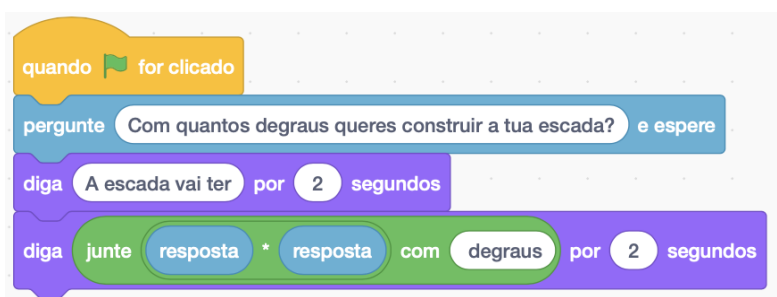 quando for clicado
pergunte Com quantos degraus queres construir a tua escada? e espere
diga A escada vai ter por 2 segundos
diga junte resposta * resposta com degraus por 2 segundos